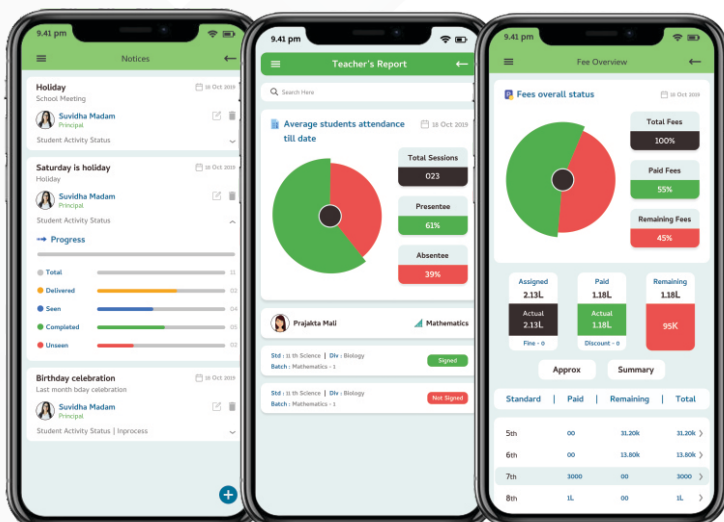 9.41 pm
Notices
Holiday
18 Oct 2019
School Meeting
Suvidha Madam
Principal
Student Activity Status
Saturday is holiday
18 Oct 2019
Holiday
Suvidha Madam
Principal
Student Activity Status
Progress
Total 11
Delivered 03
Seen 04
Completed 05
Unseen 02
Birthday celebration
18 Oct 2019
Last month bday celebration
Suvidha Madam
Principal
Student Activity Status | Inprocess
9.41 pm
Teacher's Report
Search Here
Average students attendance
till date
18 Oct 2019
Total Sessions
023
Presentee
61%
Absentee
39%
Prajakta Mali
Mathematics
Std : 11 th Science | Div : Biology
Batch : Mathematics - 1
Signed
Std : 11 th Science | Div : Biology
Batch : Mathematics - 1
Not Signed
9.41 pm
Fee Overview
Fees overall status
18 Oct 2019
Total Fees
100%
Paid Fees
55%
Remaining Fees
45%
Assigned Paid Remaining
2.13L 1.18L 1.18L
Actual Actual
2.13L 1.18L 95K
Fine - 0 Discount - 0
Approx Summary
Standard | Paid | Remaining | Total
5th 00 31.20k 31.20k
6th 00 13.80k 13.80k
7th 3000 00 3000
8th 1L 00 1L